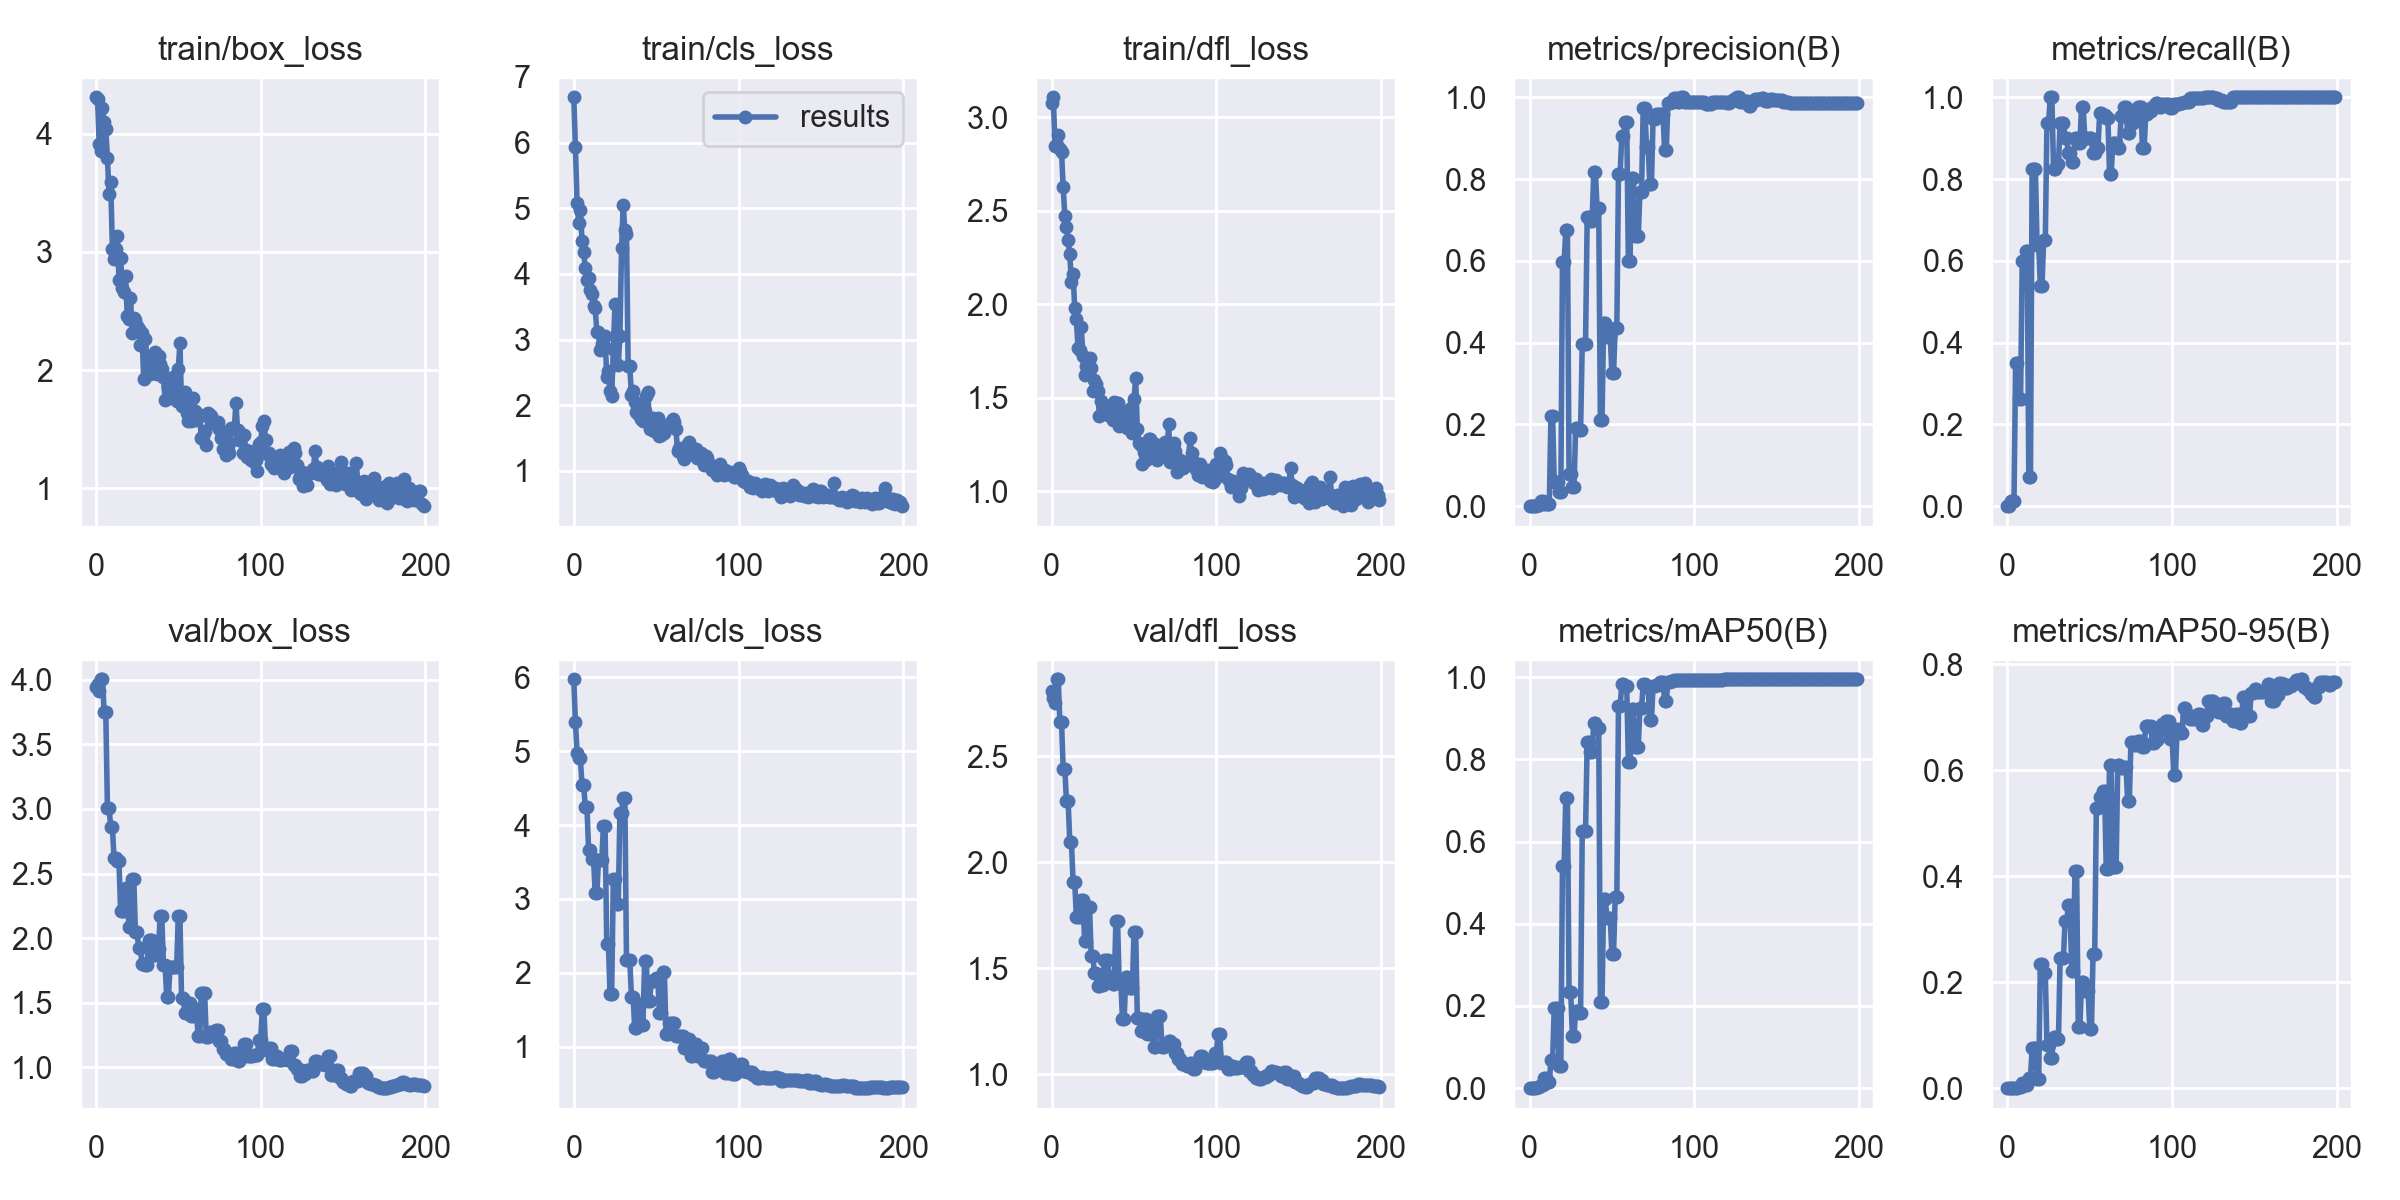 train/box_loss
train/cls_loss
train/dfl_loss
metrics/precision(B)
metrics/recall(B)
4
3
2
1
0 100 200
7
6
5
4
3
2
1
results
0 100 200
3.0
2.5
2.0
1.5
1.0
0 100 200
1.0
0.8
0.6
0.4
0.2
0.0
0 100 200
1.0
0.8
0.6
0.4
0.2
0.0
0 100 200
val/box_loss
val/cls_loss
val/dfl_loss
metrics/mAP50(B)
metrics/mAP50-95(B)
4.0
3.5
3.0
2.5
2.0
1.5
1.0
0 100 200
6
5
4
3
2
1
0 100 200
2.5
2.0
1.5
1.0
0 100 200
1.0
0.8
0.6
0.4
0.2
0.0
0 100 200
0.8
0.6
0.4
0.2
0.0
0 100 200